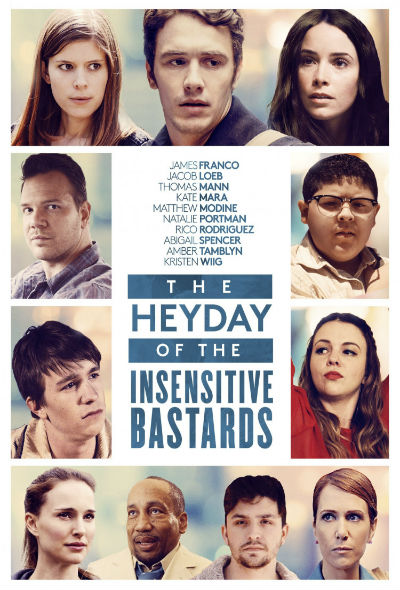 JAMES FRANCO
JACOB LOEB
THOMAS MANN
KATE MARA
MATTHEW MODINE
NATALIE PORTMAN
RICO RODRIGUEZ
ABIGAIL SPENCER
AMBER TAMBLYN
KRISTEN WIIG
THE
HEYDAY
OF THE
INSENSITIVE
BASTARDS